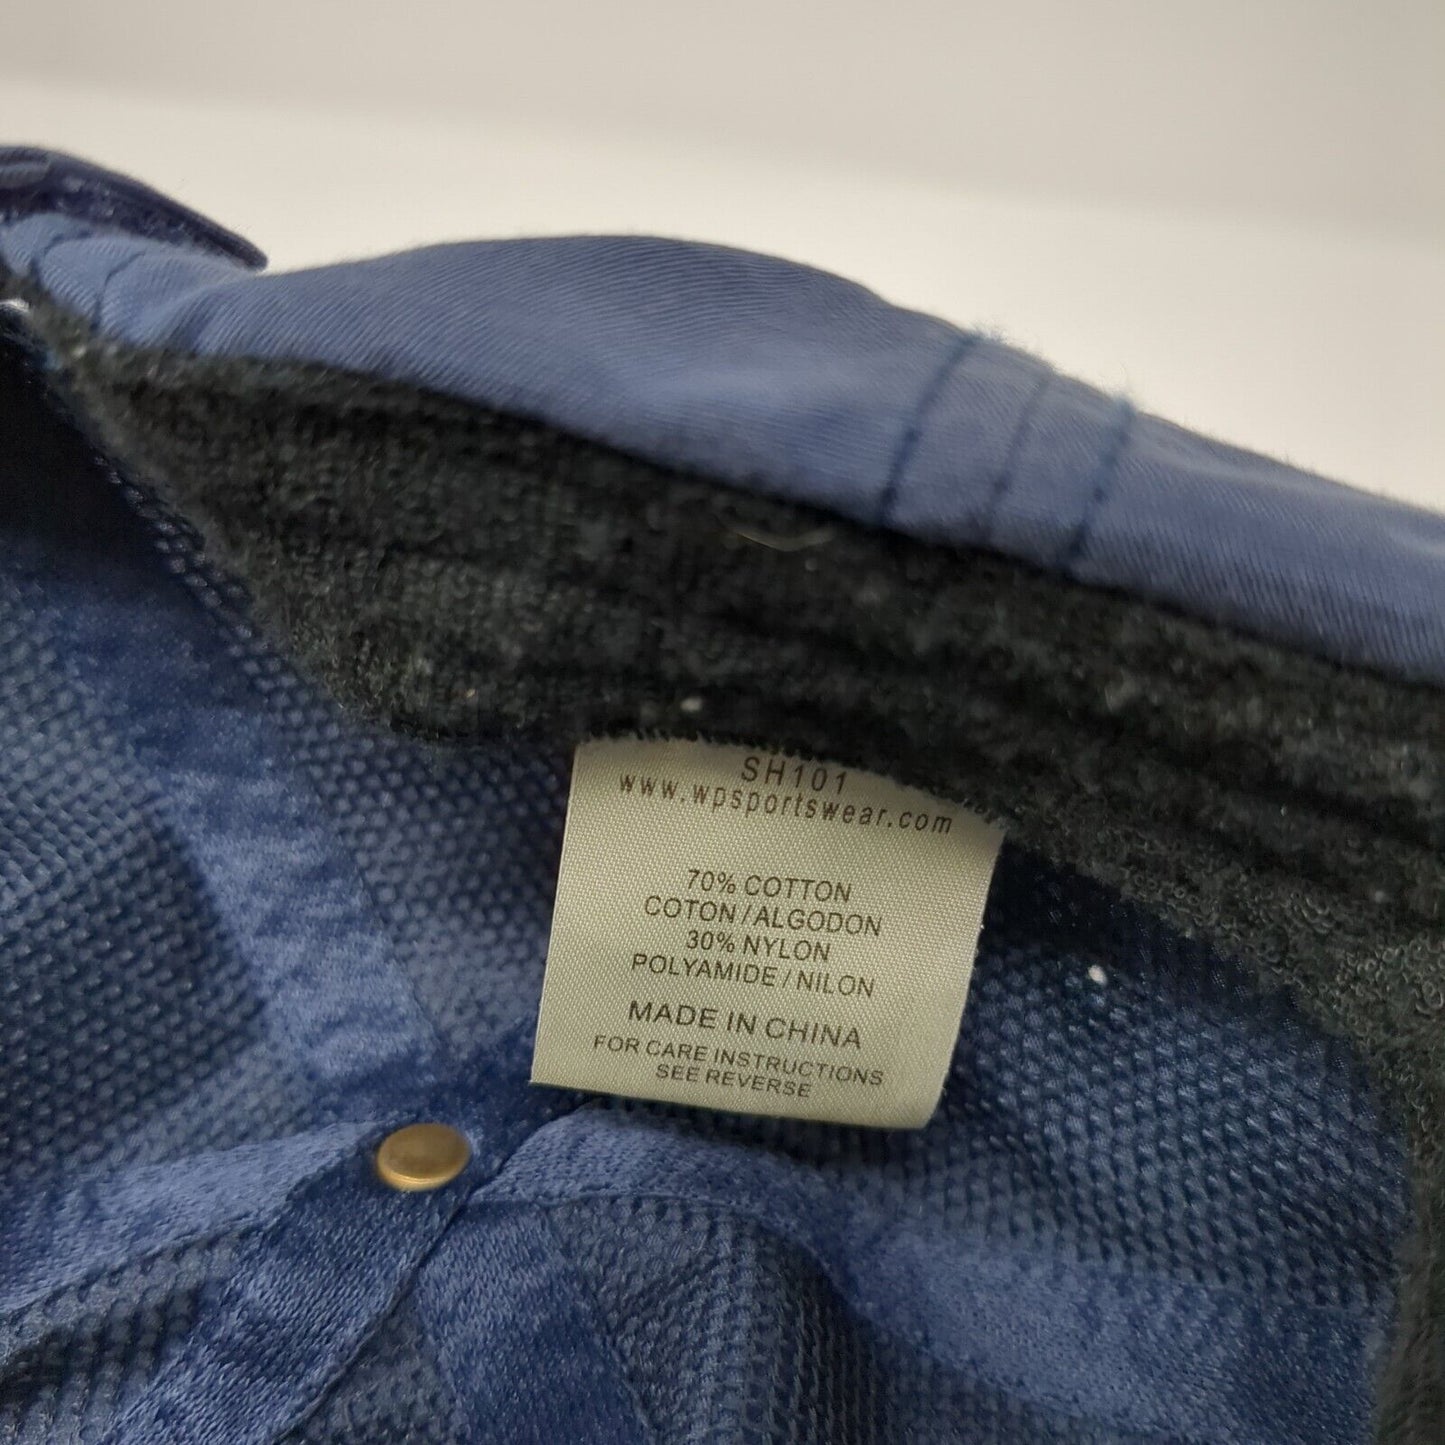 SH101
www.wpsportswear.com
70% COTTON
COTON/ALGODON
30% NYLON
POLYAMIDE/NILON
MADE IN CHINA
FOR CARE INSTRUCTIONS
SEE REVERSE